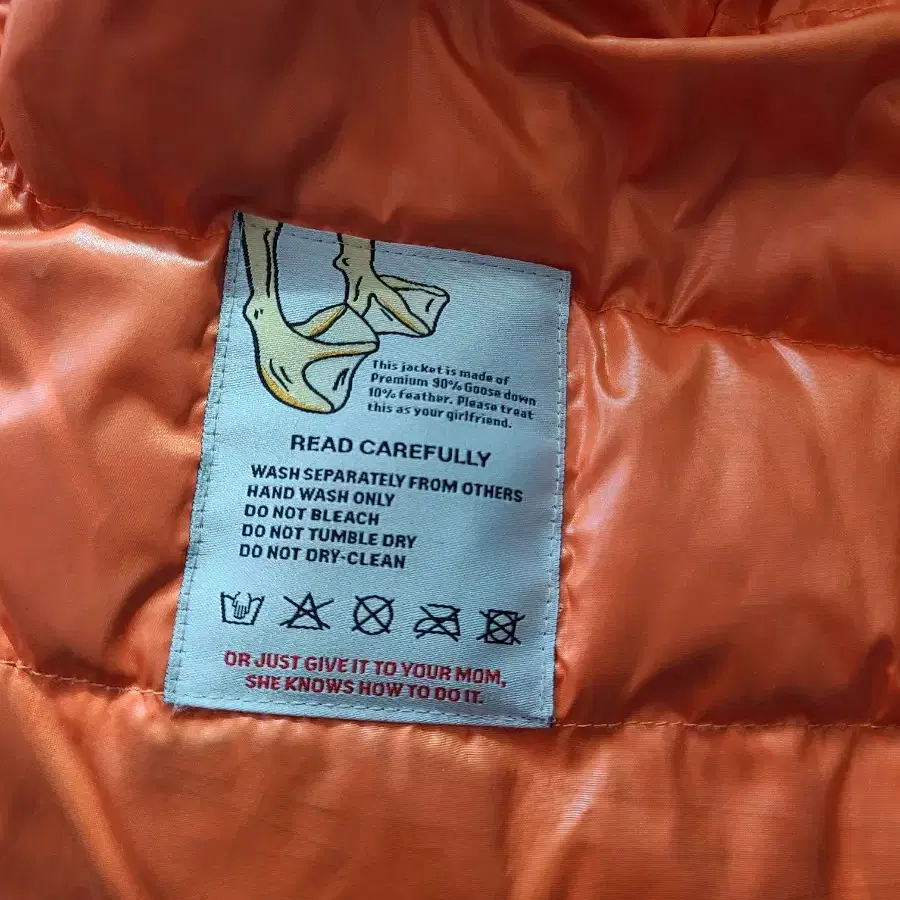 This jacket is made of
Premium 90% Goose down
10% feather. Please treat
this as your girlfriend.
READ CAREFULLY
WASH SEPARATELY FROM OTHERS
HAND WASH ONLY
DO NOT BLEACH
DO NOT TUMBLE DRY
DO NOT DRY-CLEAN
OR JUST GIVE IT TO YOUR MOM,
SHE KNOWS HOW TO DO IT.